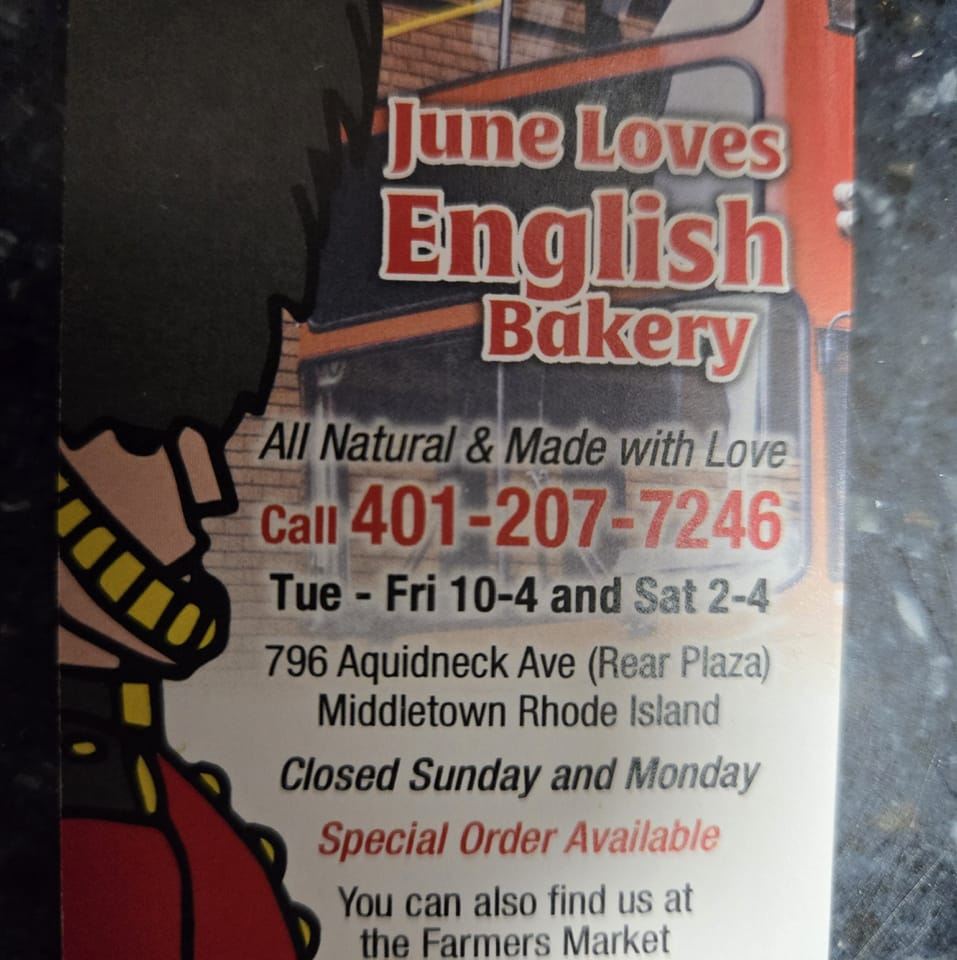 June Loves
English
Bakery
All Natural & Made with Love
Call 401-207-7246
Tue - Fri 10-4 and Sat 2-4
796 Aquidneck Ave (Rear Plaza)
Middletown Rhode Island
Closed Sunday and Monday
Special Order Available
You can also find us at
the Farmers Market